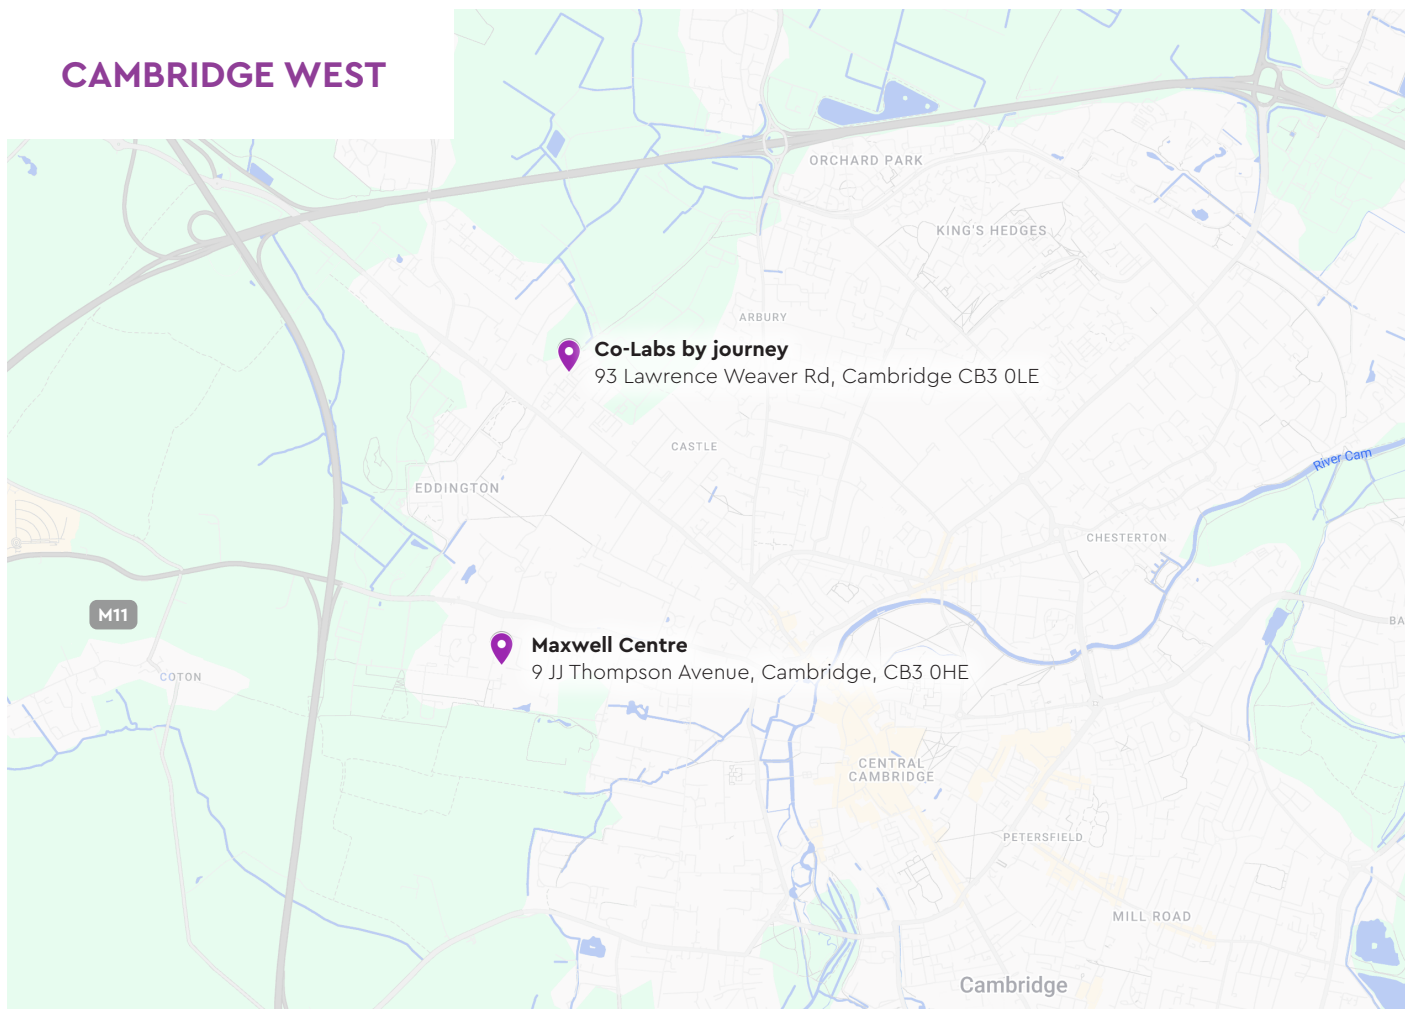 CAMBRIDGE WEST
ORCHARD PARK
KING'S HEDGES
ARBURY
Co-Labs by journey
93 Lawrence Weaver Rd, Cambridge CB3 0LE
CASTLE
River Cam
EDDINGTON
CHESTERTON
M11
BA
Maxwell Centre
9 JJ Thompson Avenue, Cambridge, CB3 0HE
COTON
CENTRAL
CAMBRIDGE
PETERSFIELD
MILL ROAD
Cambridge